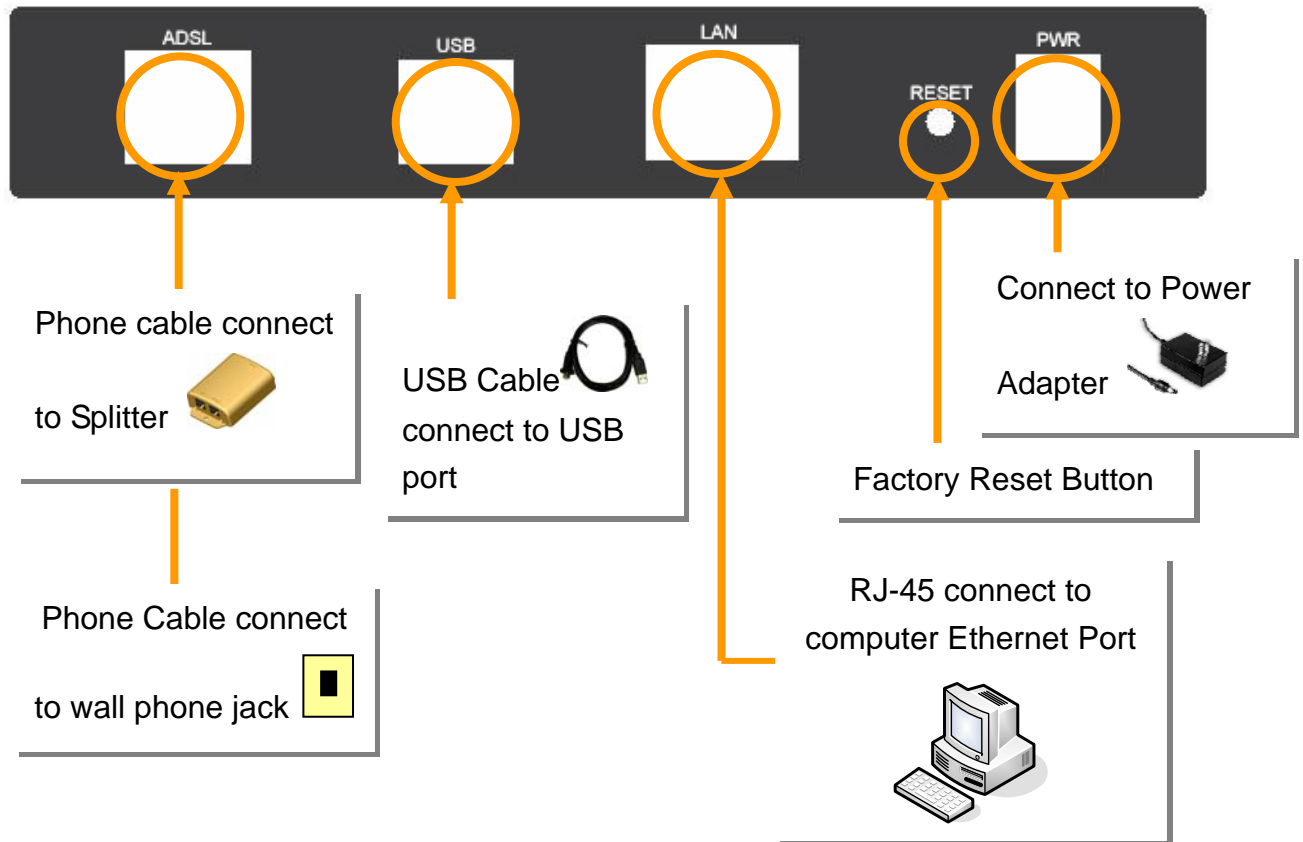 ADSL
USB
LAN
RESET
PWR
Phone cable connect
to Splitter
USB Cable
connect to USB
port
Connect to Power
Adapter
Factory Reset Button
Phone Cable connect
to wall phone jack
RJ-45 connect to
computer Ethernet Port